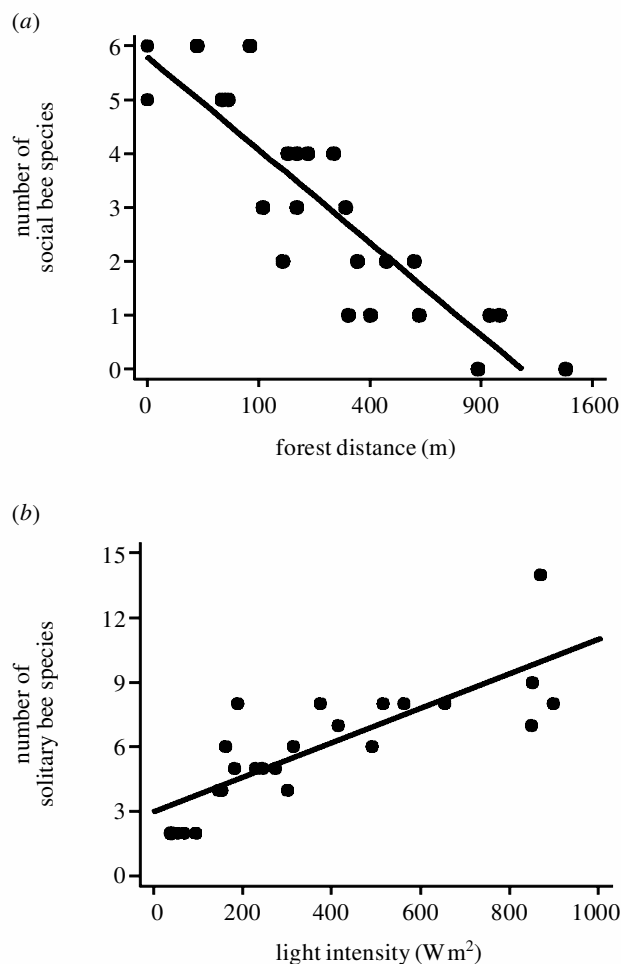 (a)
number of
social bee species
6
5
4
3
2
1
0
0 100 400 900 1600
forest distance (m)
(b)
number of
solitary bee species
15
12
9
6
3
0
0 200 400 600 800 1000
light intensity (W m²)